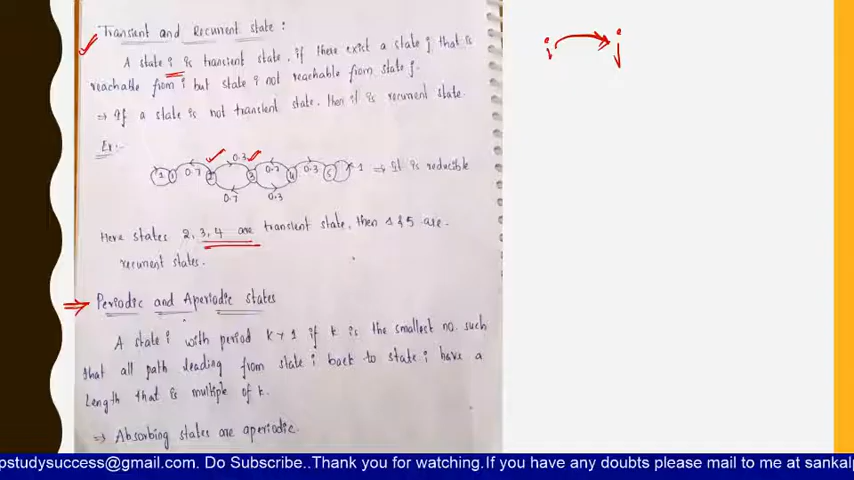 Transient and Recurrent state :
A state i is transient state, if there exist a state j that is
reachable from i but state i not reachable from state j.
⇒ If a state is not transient state, then it is recurrent state.
Ex:-
0.3
1 1 0.7 2 3 0.7 4 0.3 5 1 ⇒ It is reducible
0.7 0.3
Here states 2, 3, 4 are transient state, then 1 & 5 are
recurrent states.
⇒ Periodic and Aperiodic states
A state i with period k > 1 if k is the smallest no. such
that all path leading from state i back to state i have a
length that is multiple of k.
⇒ Absorbing states are aperiodic.
i j
pstudysuccess@gmail.com. Do Subscribe..Thank you for watching.If you have any doubts please mail to me at sankal